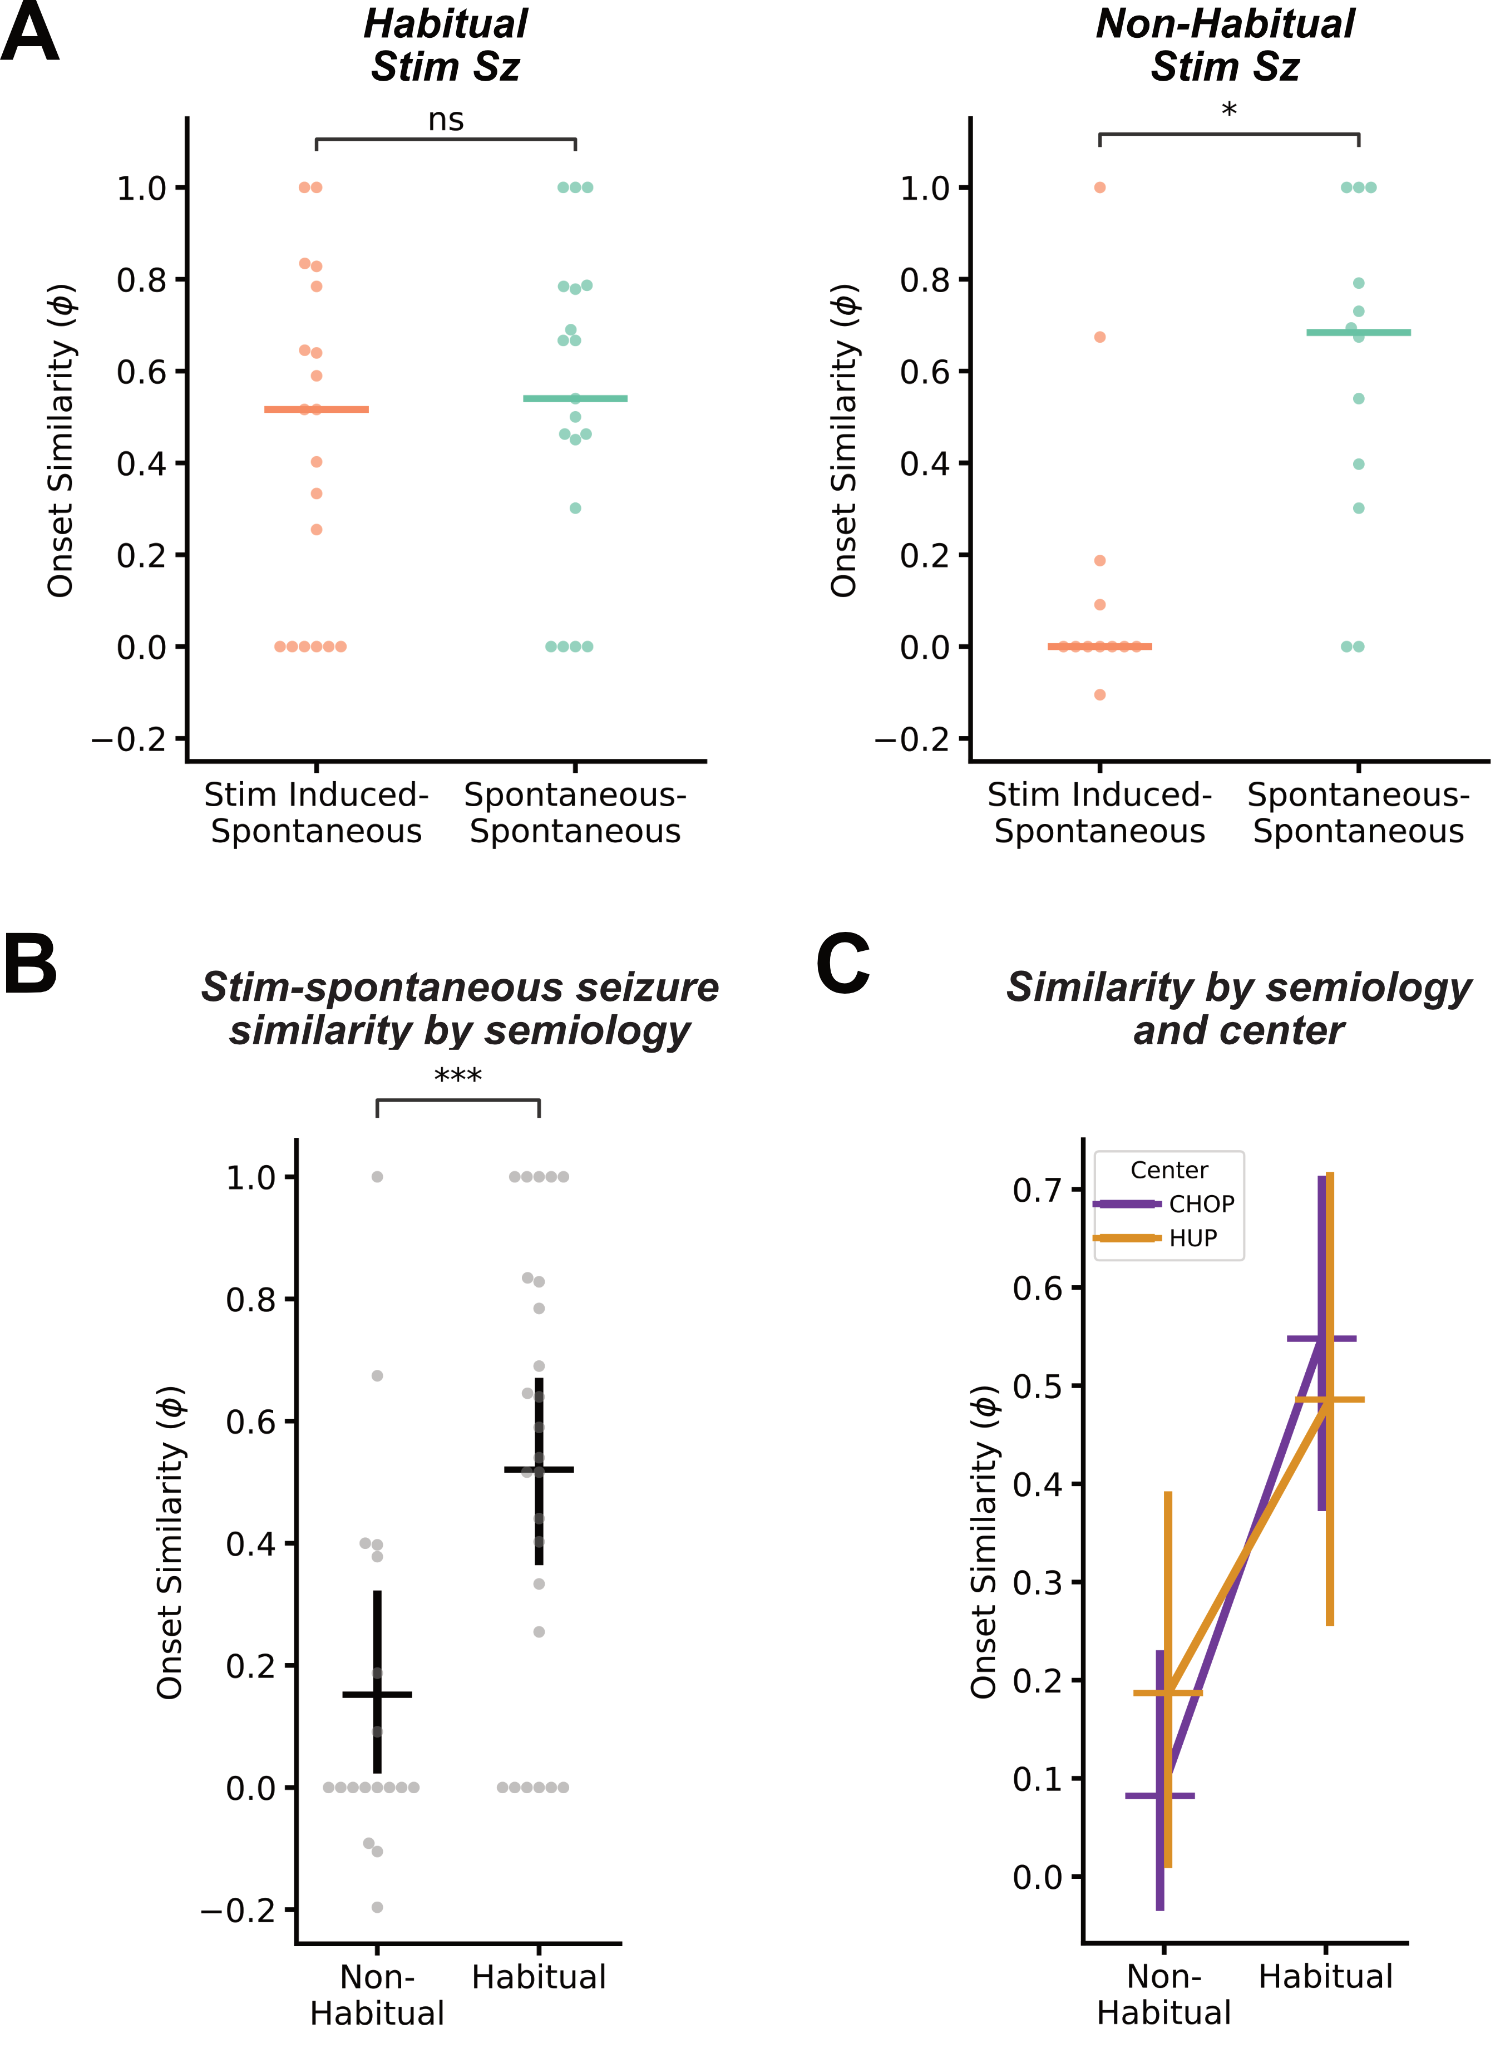 A
Habitual
Stim Sz
ns
1.0
0.8
0.6
0.4
0.2
0.0
−0.2
Onset Similarity (ϕ)
Stim Induced-
Spontaneous
Spontaneous-
Spontaneous
Non-Habitual
Stim Sz
*
1.0
0.8
0.6
0.4
0.2
0.0
−0.2
Onset Similarity (ϕ)
Stim Induced-
Spontaneous
Spontaneous-
Spontaneous
B
Stim-spontaneous seizure
similarity by semiology
***
1.0
0.8
0.6
0.4
0.2
0.0
−0.2
Onset Similarity (ϕ)
Non-
Habitual
Habitual
C
Similarity by semiology
and center
Center
CHOP
HUP
0.7
0.6
0.5
0.4
0.3
0.2
0.1
0.0
Onset Similarity (ϕ)
Non-
Habitual
Habitual